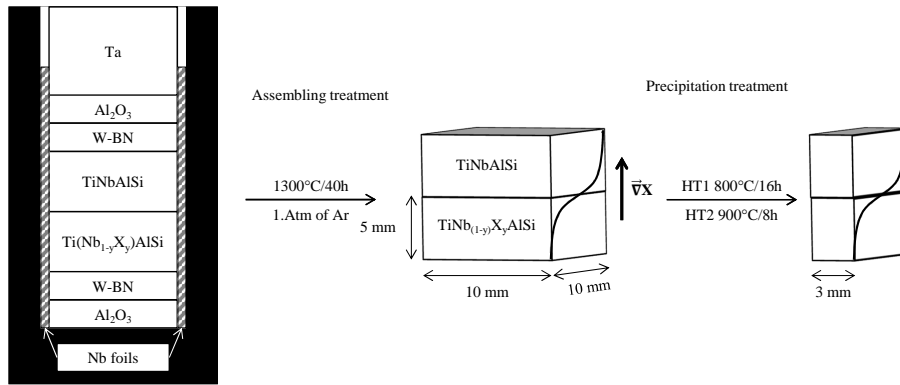 Ta
Al₂O₃
W-BN
TiNbAlSi
Ti(Nb₁₋yXy)AlSi
W-BN
Al₂O₃
Nb foils
Assembling treatment
1300°C/40h
1.Atm of Ar
TiNbAlSi
TiNb₍₁₋y₎XyAlSi
5 mm
10 mm
10 mm
∇⃗X
Precipitation treatment
HT1 800°C/16h
HT2 900°C/8h
3 mm